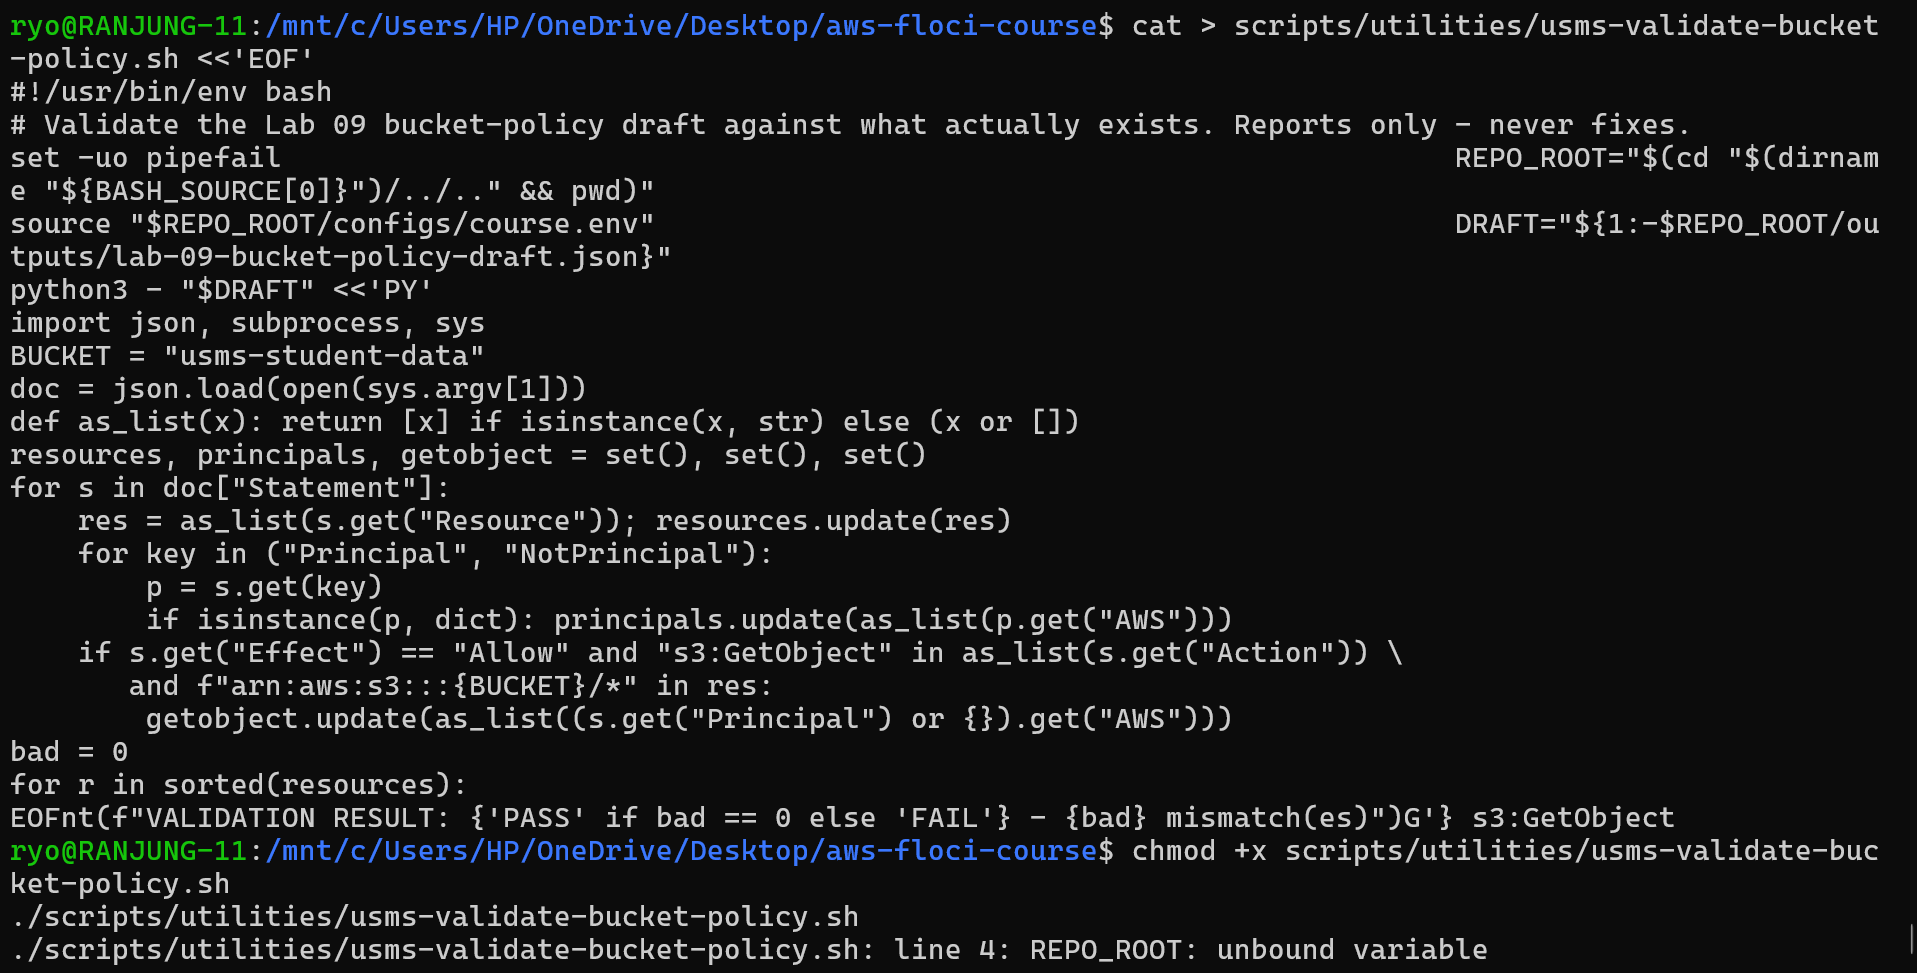 ryo@RANJUNG-11:/mnt/c/Users/HP/OneDrive/Desktop/aws-floci-course$ cat > scripts/utilities/usms-validate-bucket
-policy.sh <<'EOF'
#!/usr/bin/env bash
# Validate the Lab 09 bucket-policy draft against what actually exists. Reports only - never fixes.
set -uo pipefail                                                                     REPO_ROOT="$(cd "$(dirnam
e "${BASH_SOURCE[0]}")/../.." && pwd)"
source "$REPO_ROOT/configs/course.env"                                               DRAFT="${1:-$REPO_ROOT/ou
tputs/lab-09-bucket-policy-draft.json}"
python3 - "$DRAFT" <<'PY'
import json, subprocess, sys
BUCKET = "usms-student-data"
doc = json.load(open(sys.argv[1]))
def as_list(x): return [x] if isinstance(x, str) else (x or [])
resources, principals, getobject = set(), set(), set()
for s in doc["Statement"]:
    res = as_list(s.get("Resource")); resources.update(res)
    for key in ("Principal", "NotPrincipal"):
        p = s.get(key)
        if isinstance(p, dict): principals.update(as_list(p.get("AWS")))
    if s.get("Effect") == "Allow" and "s3:GetObject" in as_list(s.get("Action")) \
       and f"arn:aws:s3:::{BUCKET}/*" in res:
        getobject.update(as_list((s.get("Principal") or {}).get("AWS")))
bad = 0
for r in sorted(resources):
EOFnt(f"VALIDATION RESULT: {'PASS' if bad == 0 else 'FAIL'} - {bad} mismatch(es)")G'} s3:GetObject
ryo@RANJUNG-11:/mnt/c/Users/HP/OneDrive/Desktop/aws-floci-course$ chmod +x scripts/utilities/usms-validate-buc
ket-policy.sh
./scripts/utilities/usms-validate-bucket-policy.sh
./scripts/utilities/usms-validate-bucket-policy.sh: line 4: REPO_ROOT: unbound variable